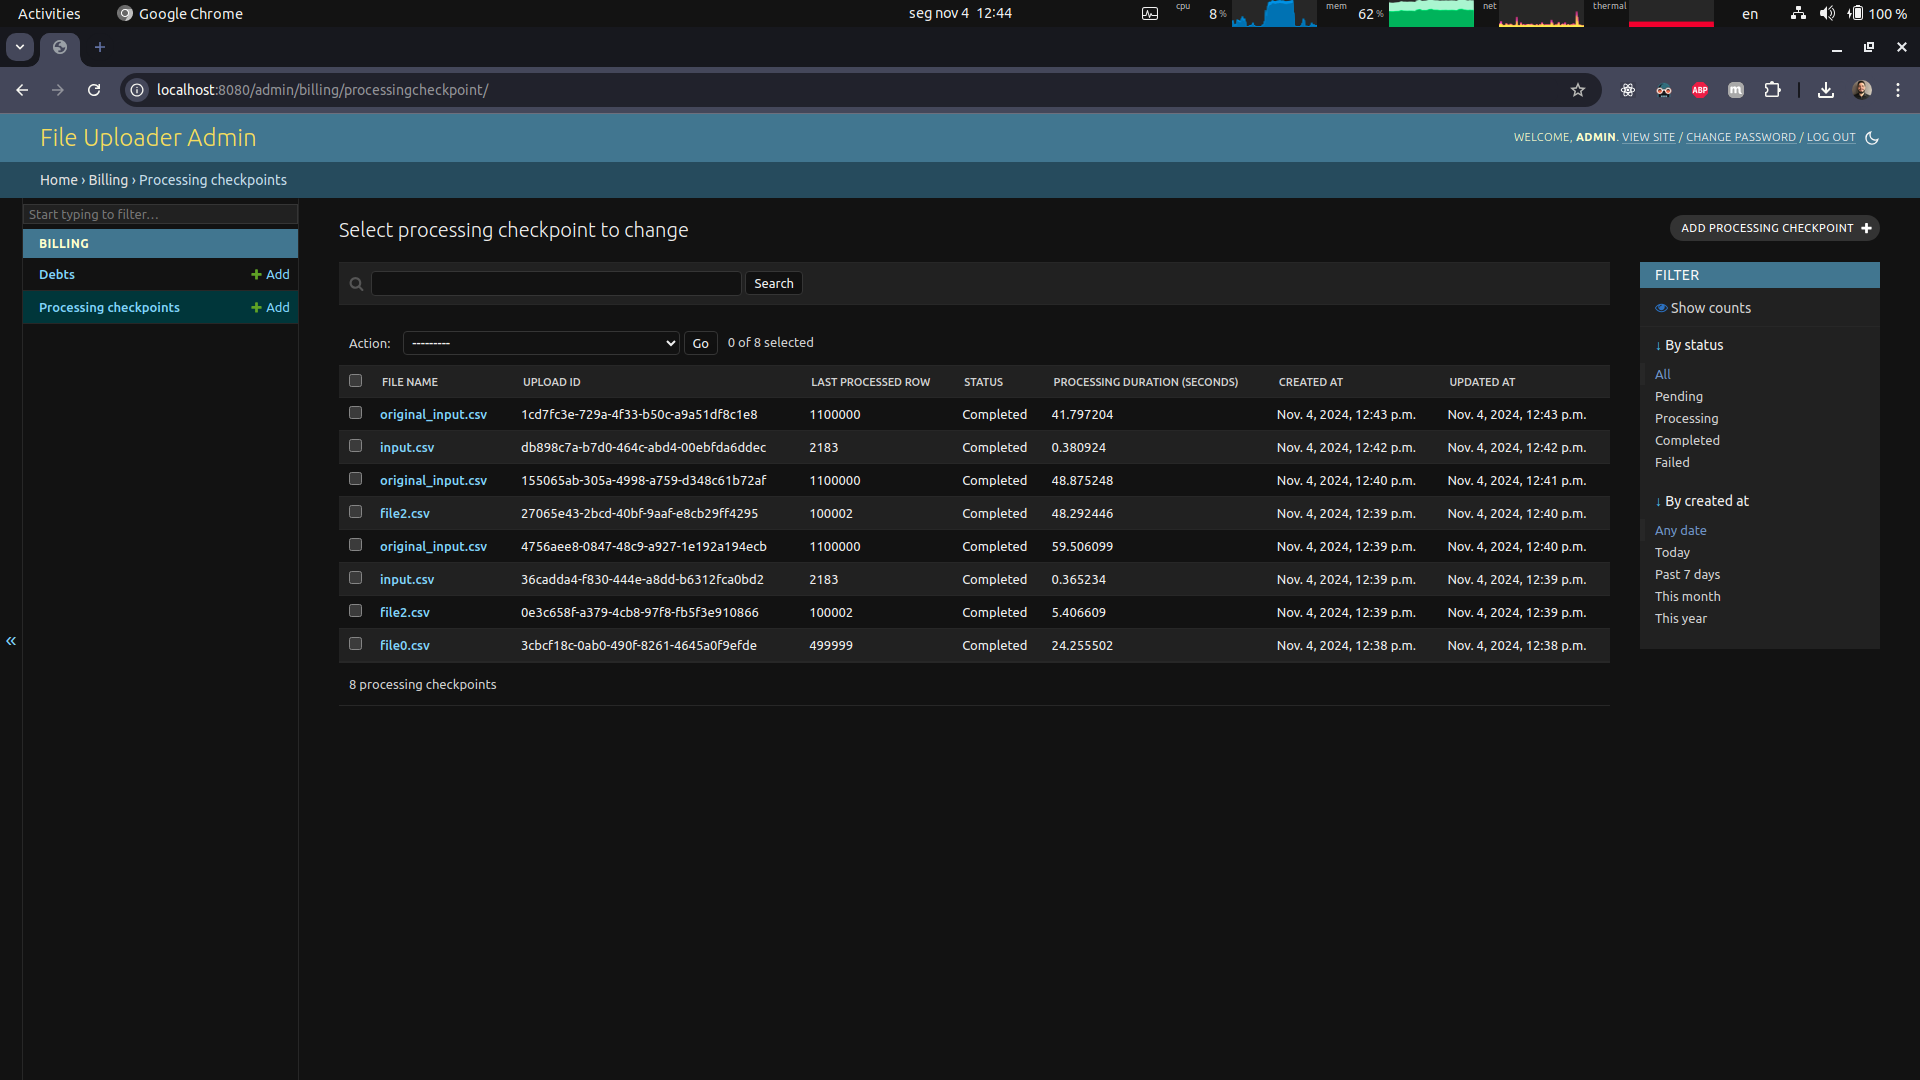 Activities Google Chrome seg nov 4 12:44 cpu 8% mem 62% net thermal en 100 %
localhost:8080/admin/billing/processingcheckpoint/ ABP m
File Uploader Admin WELCOME, ADMIN. VIEW SITE / CHANGE PASSWORD / LOG OUT
Home › Billing › Processing checkpoints
Start typing to filter...
BILLING
Debts + Add
Processing checkpoints + Add
«
Select processing checkpoint to change
ADD PROCESSING CHECKPOINT +
Search
Action: --------- Go 0 of 8 selected
FILE NAME UPLOAD ID LAST PROCESSED ROW STATUS PROCESSING DURATION (SECONDS) CREATED AT UPDATED AT
original_input.csv 1cd7fc3e-729a-4f33-b50c-a9a51df8c1e8 1100000 Completed 41.797204 Nov. 4, 2024, 12:43 p.m. Nov. 4, 2024, 12:43 p.m.
input.csv db898c7a-b7d0-464c-abd4-00ebfda6ddec 2183 Completed 0.380924 Nov. 4, 2024, 12:42 p.m. Nov. 4, 2024, 12:42 p.m.
original_input.csv 155065ab-305a-4998-a759-d348c61b72af 1100000 Completed 48.875248 Nov. 4, 2024, 12:40 p.m. Nov. 4, 2024, 12:41 p.m.
file2.csv 27065e43-2bcd-40bf-9aaf-e8cb29ff4295 100002 Completed 48.292446 Nov. 4, 2024, 12:39 p.m. Nov. 4, 2024, 12:40 p.m.
original_input.csv 4756aee8-0847-48c9-a927-1e192a194ecb 1100000 Completed 59.506099 Nov. 4, 2024, 12:39 p.m. Nov. 4, 2024, 12:40 p.m.
input.csv 36cadda4-f830-444e-a8dd-b6312fca0bd2 2183 Completed 0.365234 Nov. 4, 2024, 12:39 p.m. Nov. 4, 2024, 12:39 p.m.
file2.csv 0e3c658f-a379-4cb8-97f8-fb5f3e910866 100002 Completed 5.406609 Nov. 4, 2024, 12:39 p.m. Nov. 4, 2024, 12:39 p.m.
file0.csv 3cbcf18c-0ab0-490f-8261-4645a0f9efde 499999 Completed 24.255502 Nov. 4, 2024, 12:38 p.m. Nov. 4, 2024, 12:38 p.m.
8 processing checkpoints
FILTER
Show counts
↓ By status
All
Pending
Processing
Completed
Failed
↓ By created at
Any date
Today
Past 7 days
This month
This year